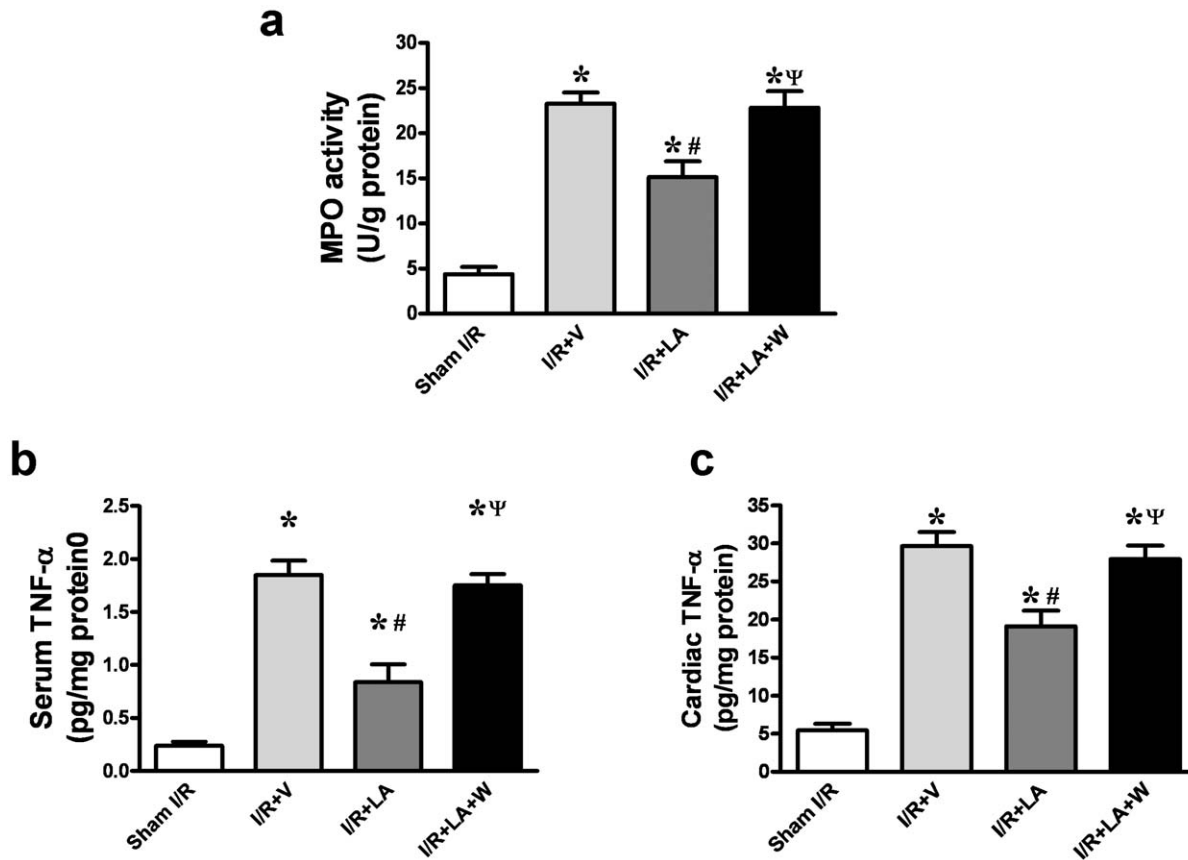 a
MPO activity
(U/g protein)
30
25
20
15
10
5
0
*
*#
*Ψ
Sham I/R
I/R+V
I/R+LA
I/R+LA+W
b
Serum TNF-α
(pg/mg protein0
2.5
2.0
1.5
1.0
0.5
0.0
*
*#
*Ψ
Sham I/R
I/R+V
I/R+LA
I/R+LA+W
c
Cardiac TNF-α
(pg/mg protein)
35
30
25
20
15
10
5
0
*
*#
*Ψ
Sham I/R
I/R+V
I/R+LA
I/R+LA+W